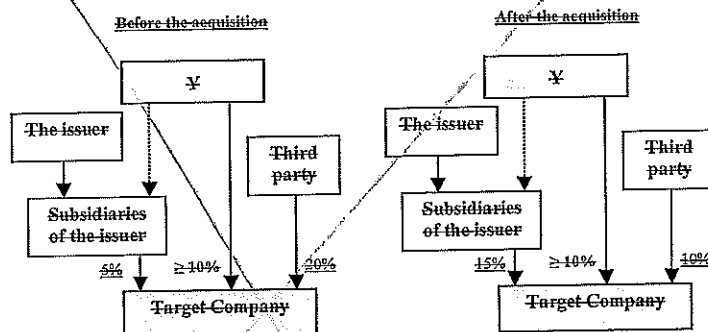 Before the acquisition
Y
The issuer
Third
party
Subsidiaries
of the issuer
5%
≥ 10%
20%
Target Company
After the acquisition
Y
The issuer
Third
party
Subsidiaries
of the issuer
15%
≥ 10%
10%
Target Company